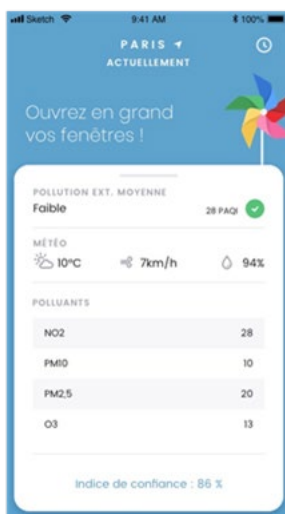 Sketch 9:41 AM 100%
PARIS
ACTUELLEMENT
Ouvrez en grand
vos fenêtres !
POLLUTION EXT. MOYENNE
Faible 28 PAQI
MÉTÉO
10°C 7km/h 94%
POLLUANTS
NO2 28
PM10 10
PM2,5 20
O3 13
Indice de confiance : 86 %